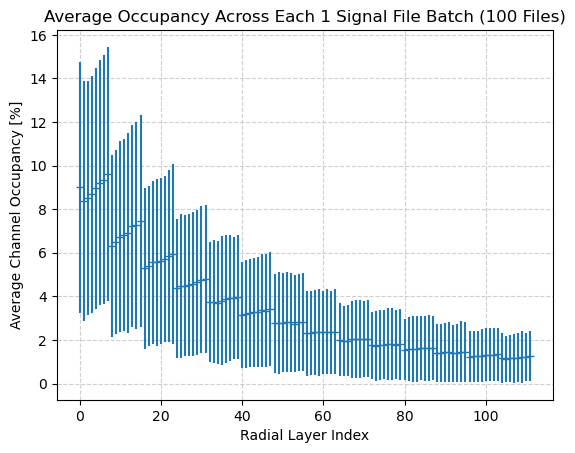 Average Occupancy Across Each 1 Signal File Batch (100 Files)
Average Channel Occupancy [%]
16
14
12
10
8
6
4
2
0
0 20 40 60 80 100
Radial Layer Index